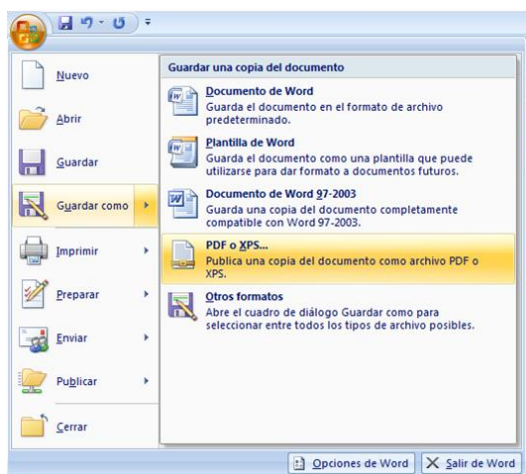 Nuevo
Abrir
Guardar
Guardar como
Imprimir
Preparar
Enviar
Publicar
Cerrar
Guardar una copia del documento
Documento de Word
Guarda el documento en el formato de archivo
predeterminado.
Plantilla de Word
Guarda el documento como una plantilla que puede
utilizarse para dar formato a documentos futuros.
Documento de Word 97-2003
Guarda una copia del documento completamente
compatible con Word 97-2003.
PDF o XPS...
Publica una copia del documento como archivo PDF o
XPS.
Otros formatos
Abre el cuadro de diálogo Guardar como para
seleccionar entre todos los tipos de archivo posibles.
Opciones de Word
Salir de Word